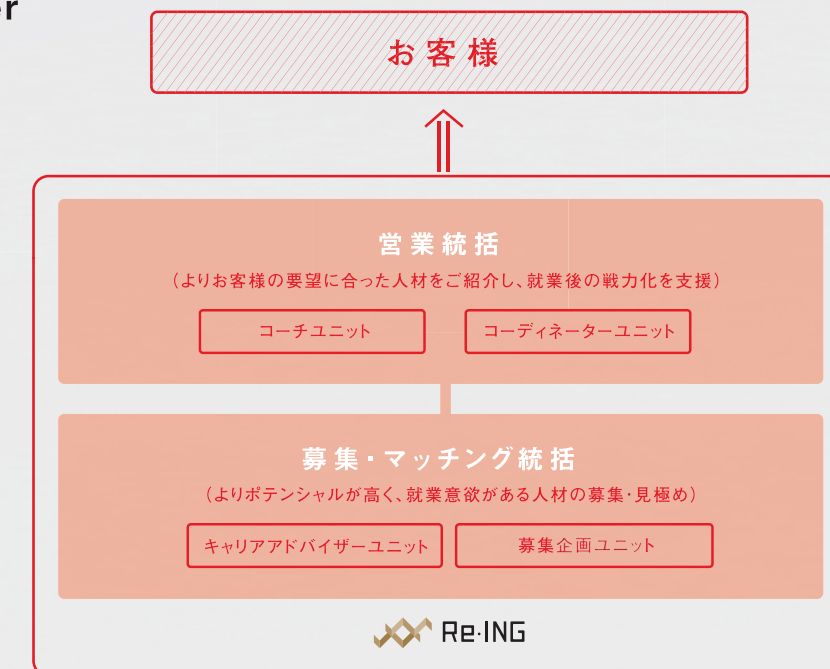 er
お客様
営業統括
（よりお客様の要望に合った人材をご紹介し、就業後の戦力化を支援）
コーチユニット
コーディネーターユニット
募集・マッチング統括
（よりポテンシャルが高く、就業意欲がある人材の募集・見極め）
キャリアアドバイザーユニット
募集企画ユニット
Re·ING